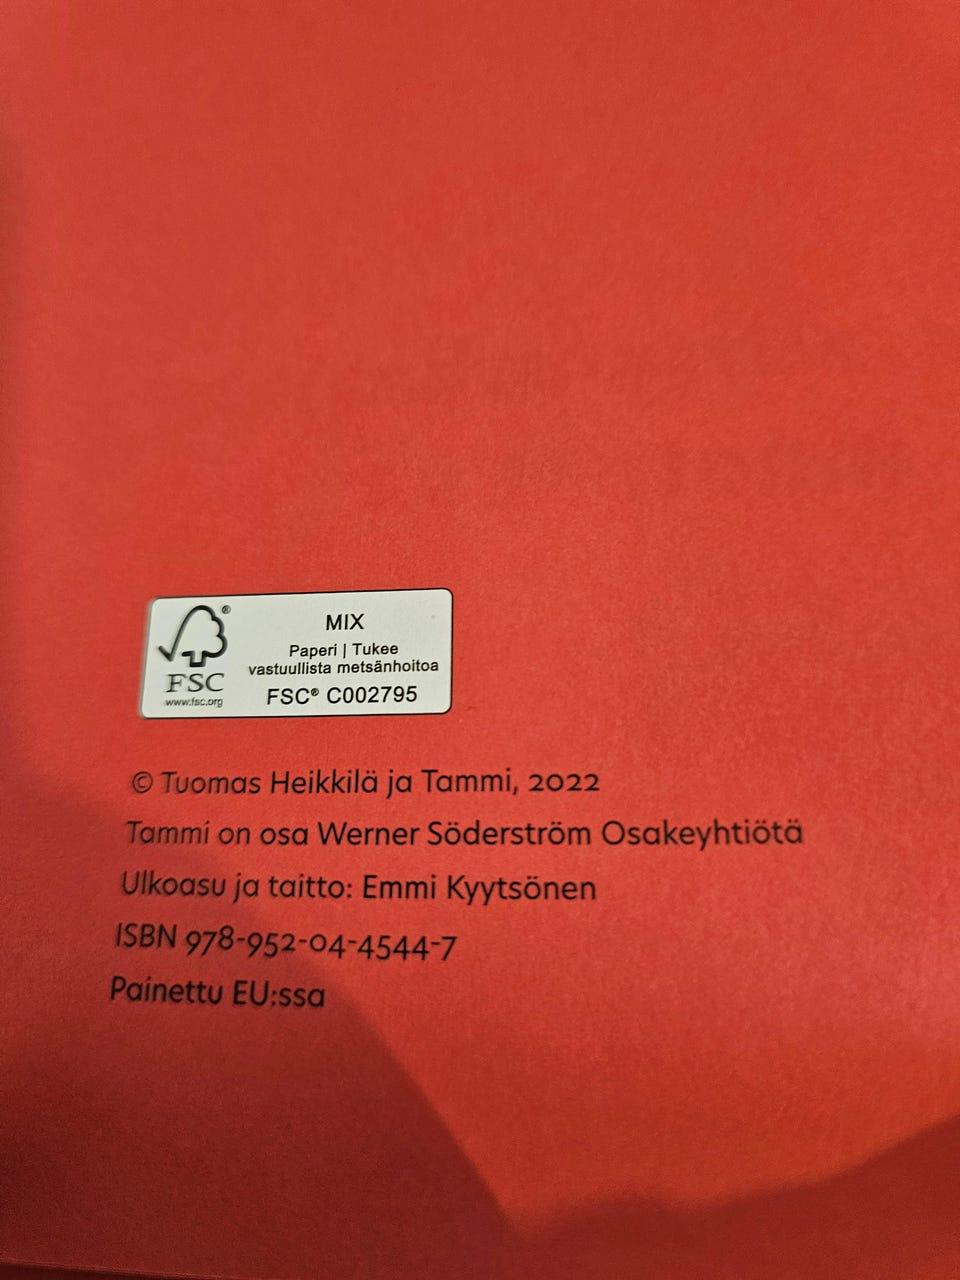 MIX
Paperi | Tukee
vastuullista metsänhoitoa
FSC® C002795
®
FSC
www.fsc.org
© Tuomas Heikkilä ja Tammi, 2022
Tammi on osa Werner Söderström Osakeyhtiötä
Ulkoasu ja taitto: Emmi Kyytsönen
ISBN 978-952-04-4544-7
Painettu EU:ssa